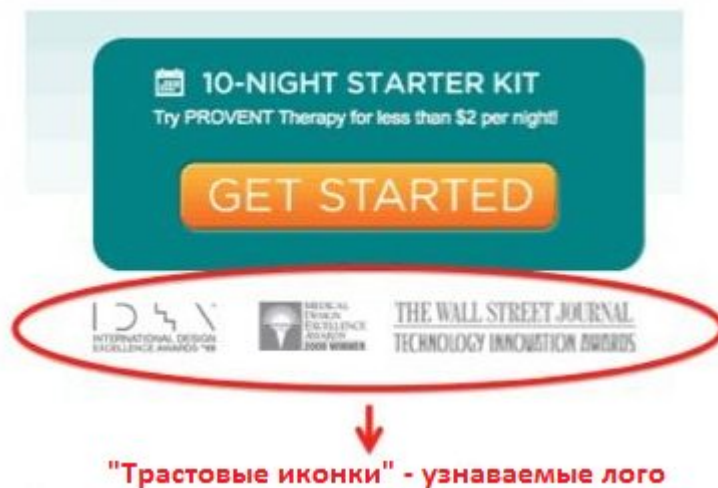 10-NIGHT STARTER KIT
Try PROVENT Therapy for less than $2 per night!
GET STARTED
INTERNATIONAL DESIGN
EXCELLENCE AWARDS
MEDICAL
DESIGN
EXCELLENCE
AWARDS
2009 WINNER
THE WALL STREET JOURNAL
TECHNOLOGY INNOVATION AWARDS
"Трастовые иконки" - узнаваемые лого